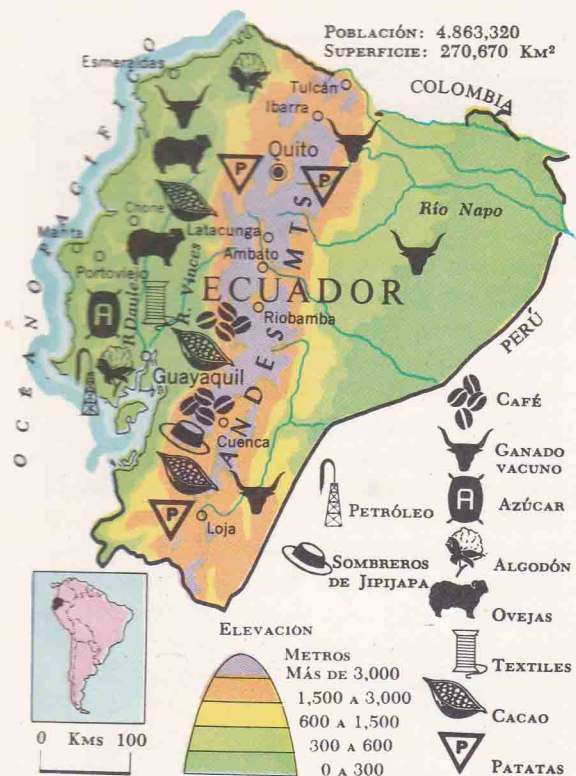 POBLACIÓN: 4.863,320
SUPERFICIE: 270,670 KM²
COLOMBIA
OCÉANO PACÍFICO
Esmeraldas
Tulcán
Ibarra
Quito
P
P
Río Napo
Chone
Manta
Latacunga
Portoviejo
Ambato
R. Daule
R. Vinces
ECUADOR
ANDES MTS
A
Riobamba
PERÚ
Guayaquil
Cuenca
P
Loja
CAFÉ
GANADO
VACUNO
PETRÓLEO
A
AZÚCAR
SOMBREROS
DE JIPIJAPA
ALGODÓN
OVEJAS
TEXTILES
CACAO
P
PATATAS
ELEVACIÓN
METROS
MÁS DE 3,000
1,500 A 3,000
600 A 1,500
300 A 600
0 A 300
0 KMS 100